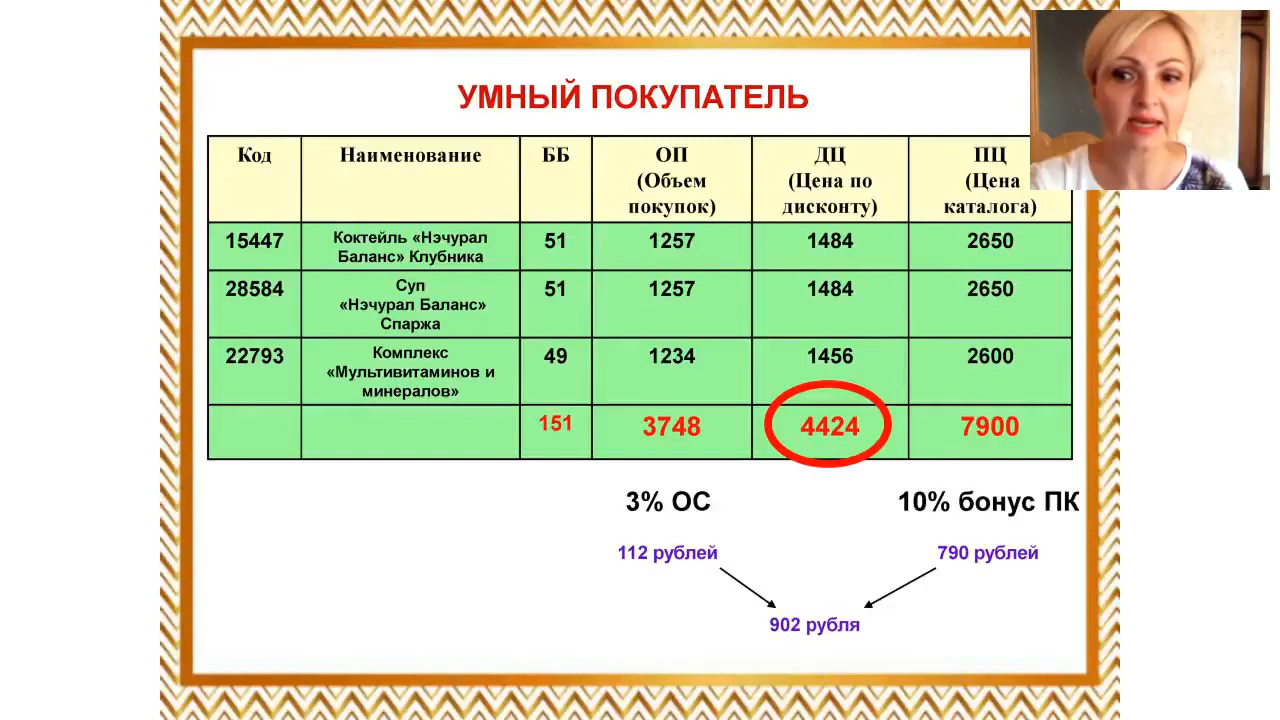 УМНЫЙ ПОКУПАТЕЛЬ
Код Наименование ББ ОП (Объем покупок) ДЦ (Цена по дисконту) ПЦ (Цена каталога)
15447 Коктейль «Нэчурал Баланс» Клубника 51 1257 1484 2650
28584 Суп «Нэчурал Баланс» Спаржа 51 1257 1484 2650
22793 Комплекс «Мультивитаминов и минералов» 49 1234 1456 2600
151 3748 4424 7900
3% ОС 10% бонус ПК
112 рублей 790 рублей
902 рубля